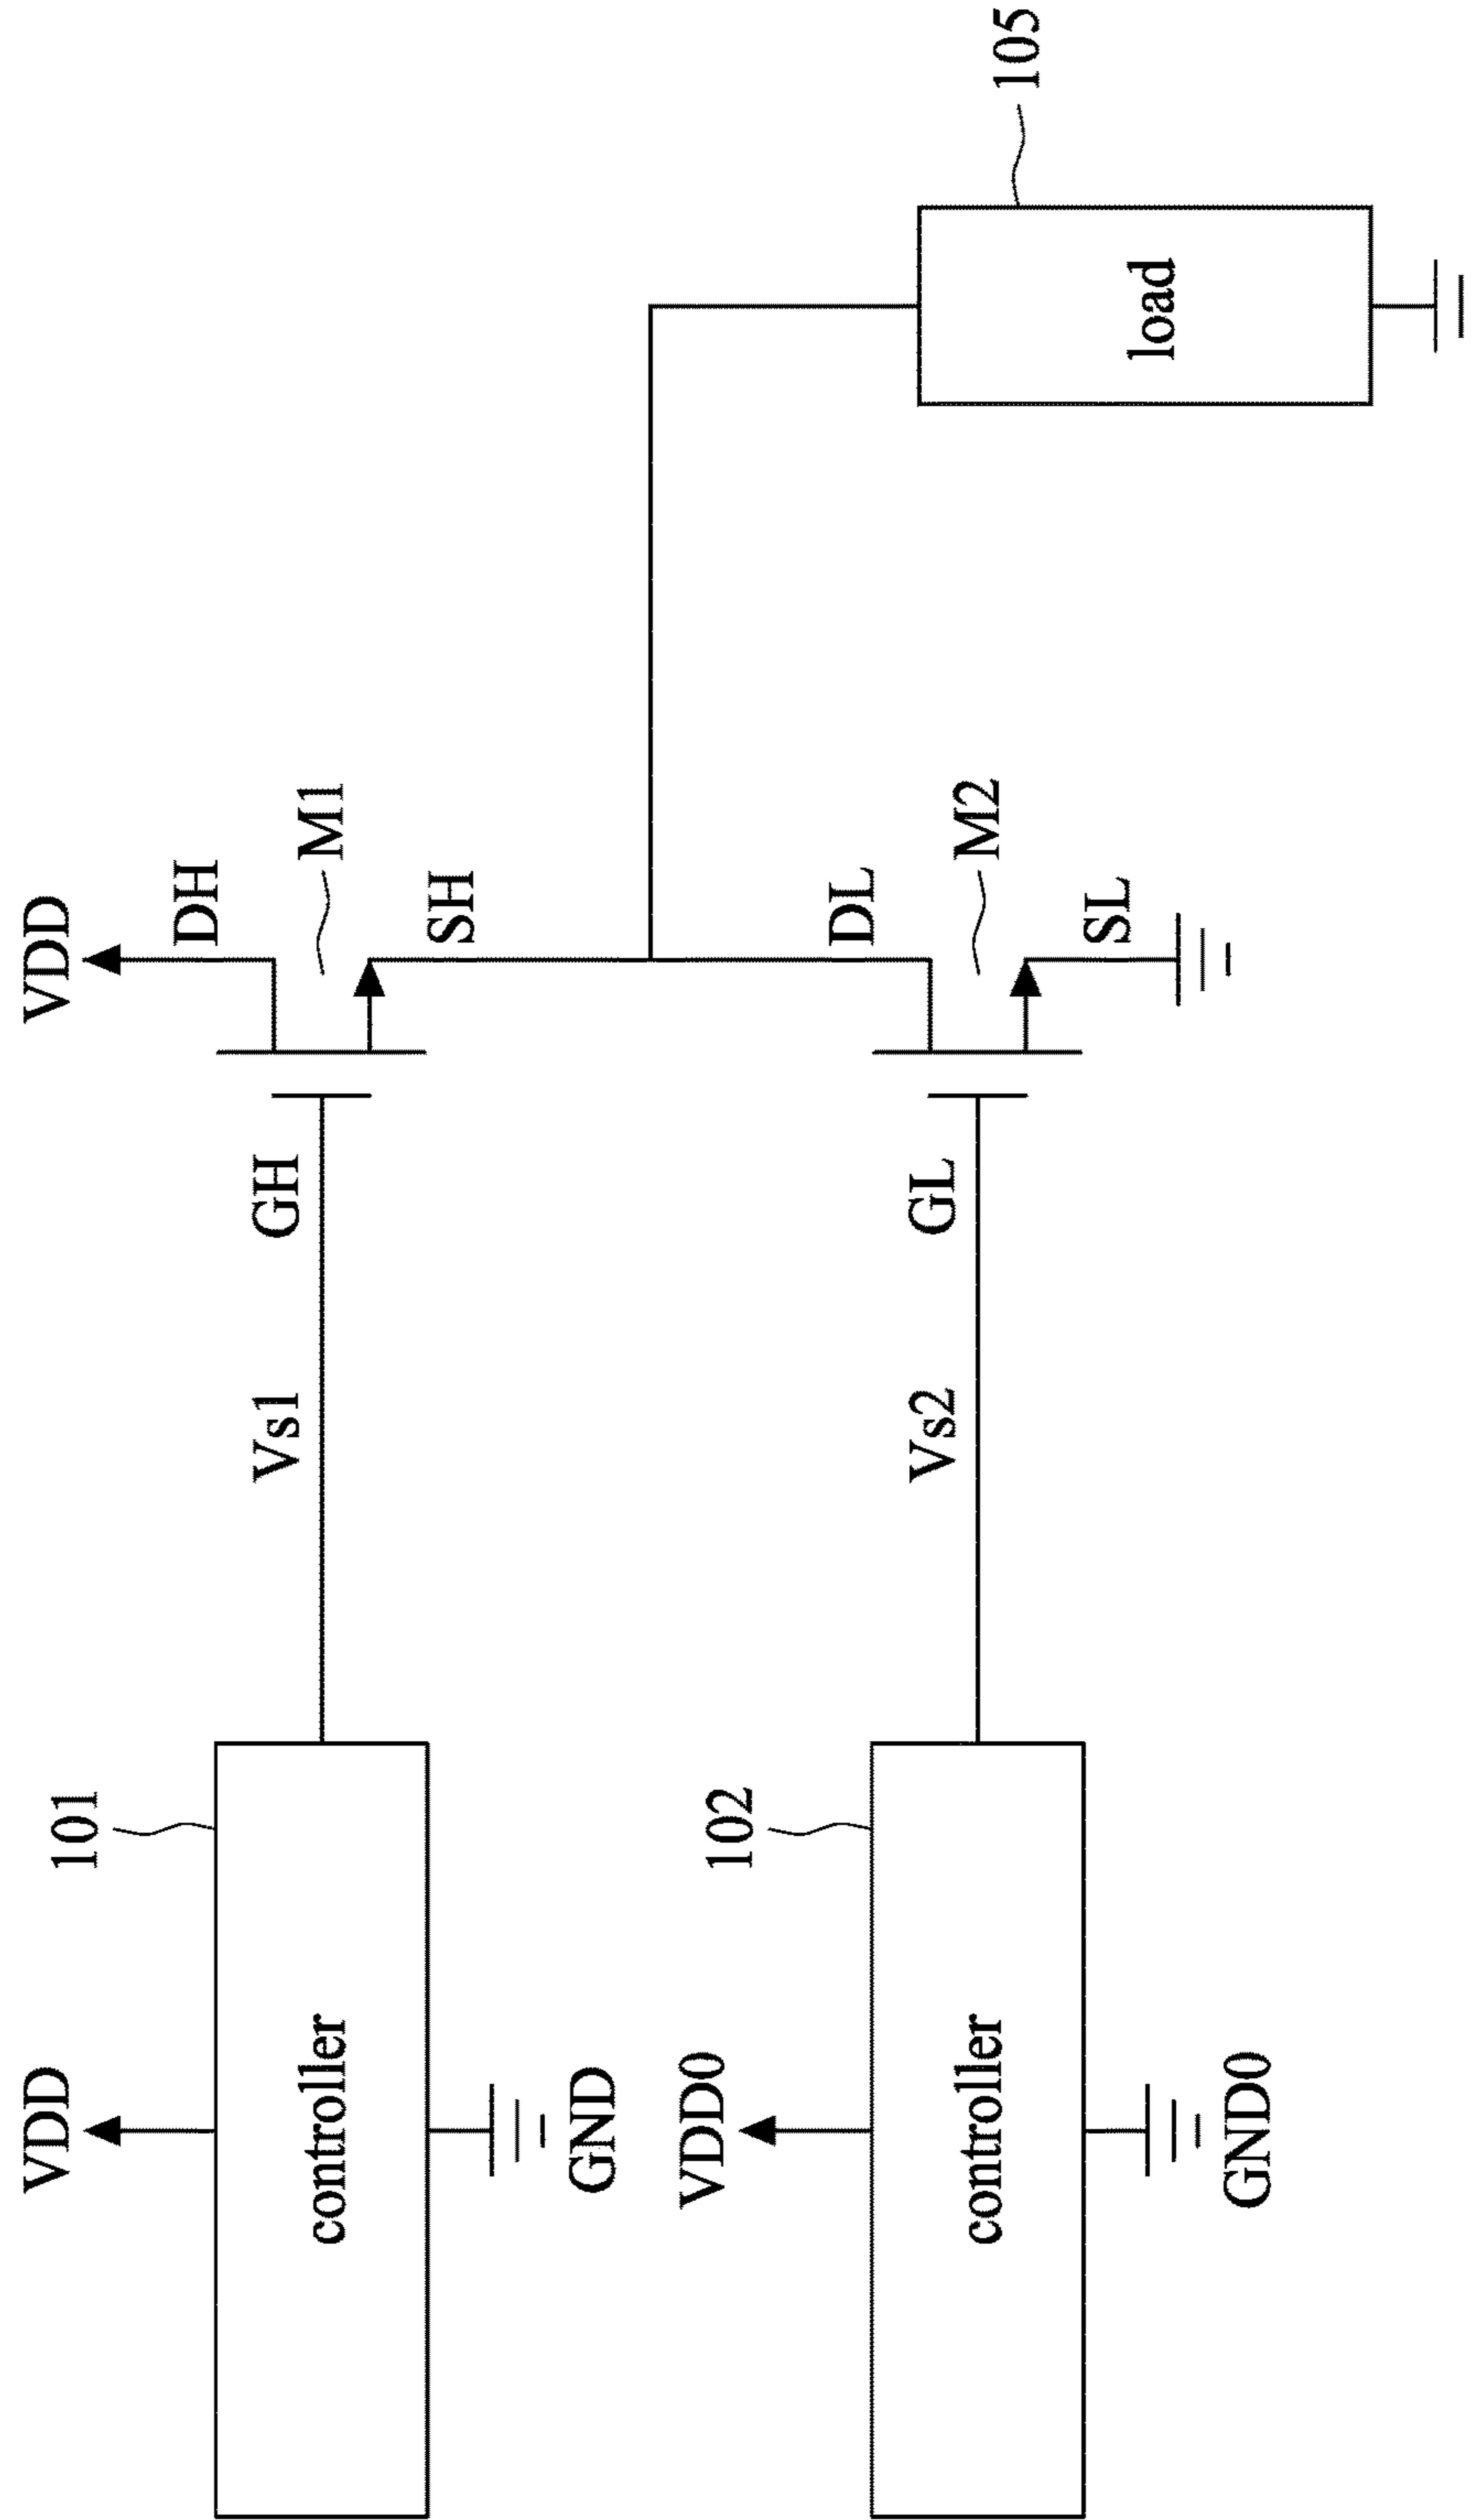 VDD
101
controller
GND
Vs1
GH
VDD
DH
M1
SH
VDD0
102
controller
GND0
Vs2
GL
DL
M2
SL
load
105